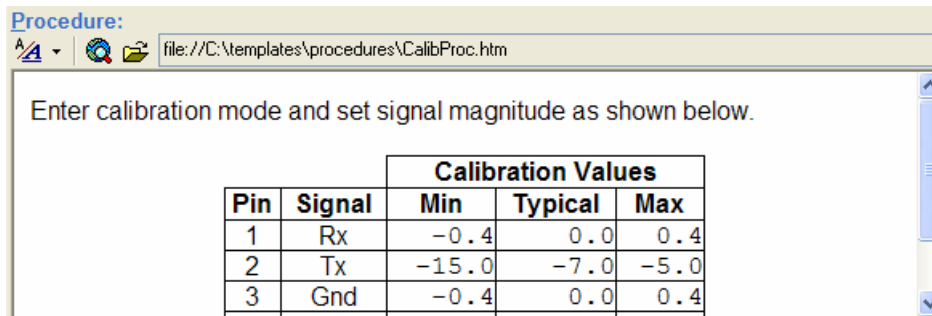 Procedure:
A/A file://C:\templates\procedures\CalibProc.htm
Enter calibration mode and set signal magnitude as shown below.
Calibration Values
Pin Signal Min Typical Max
1 Rx -0.4 0.0 0.4
2 Tx -15.0 -7.0 -5.0
3 Gnd -0.4 0.0 0.4